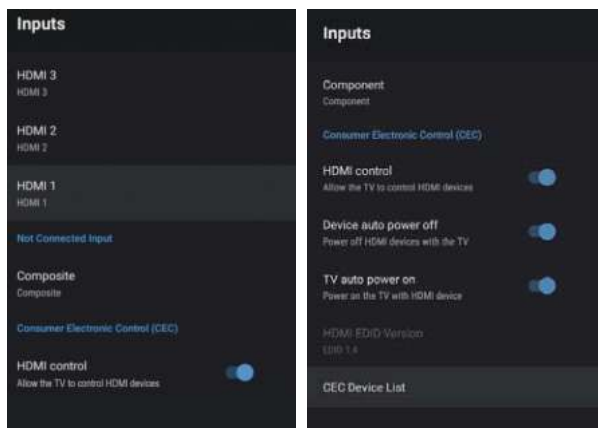 Inputs
HDMI 3
HDMI 3
HDMI 2
HDMI 2
HDMI 1
HDMI 1
Not Connected Input
Composite
Composite
Consumer Electronic Control (CEC)
HDMI control
Allow the TV to control HDMI devices
Inputs
Component
Component
Consumer Electronic Control (CEC)
HDMI control
Allow the TV to control HDMI devices
Device auto power off
Power off HDMI devices with the TV
TV auto power on
Power on the TV with HDMI device
HDMI EDID Version
EDID 1.4
CEC Device List